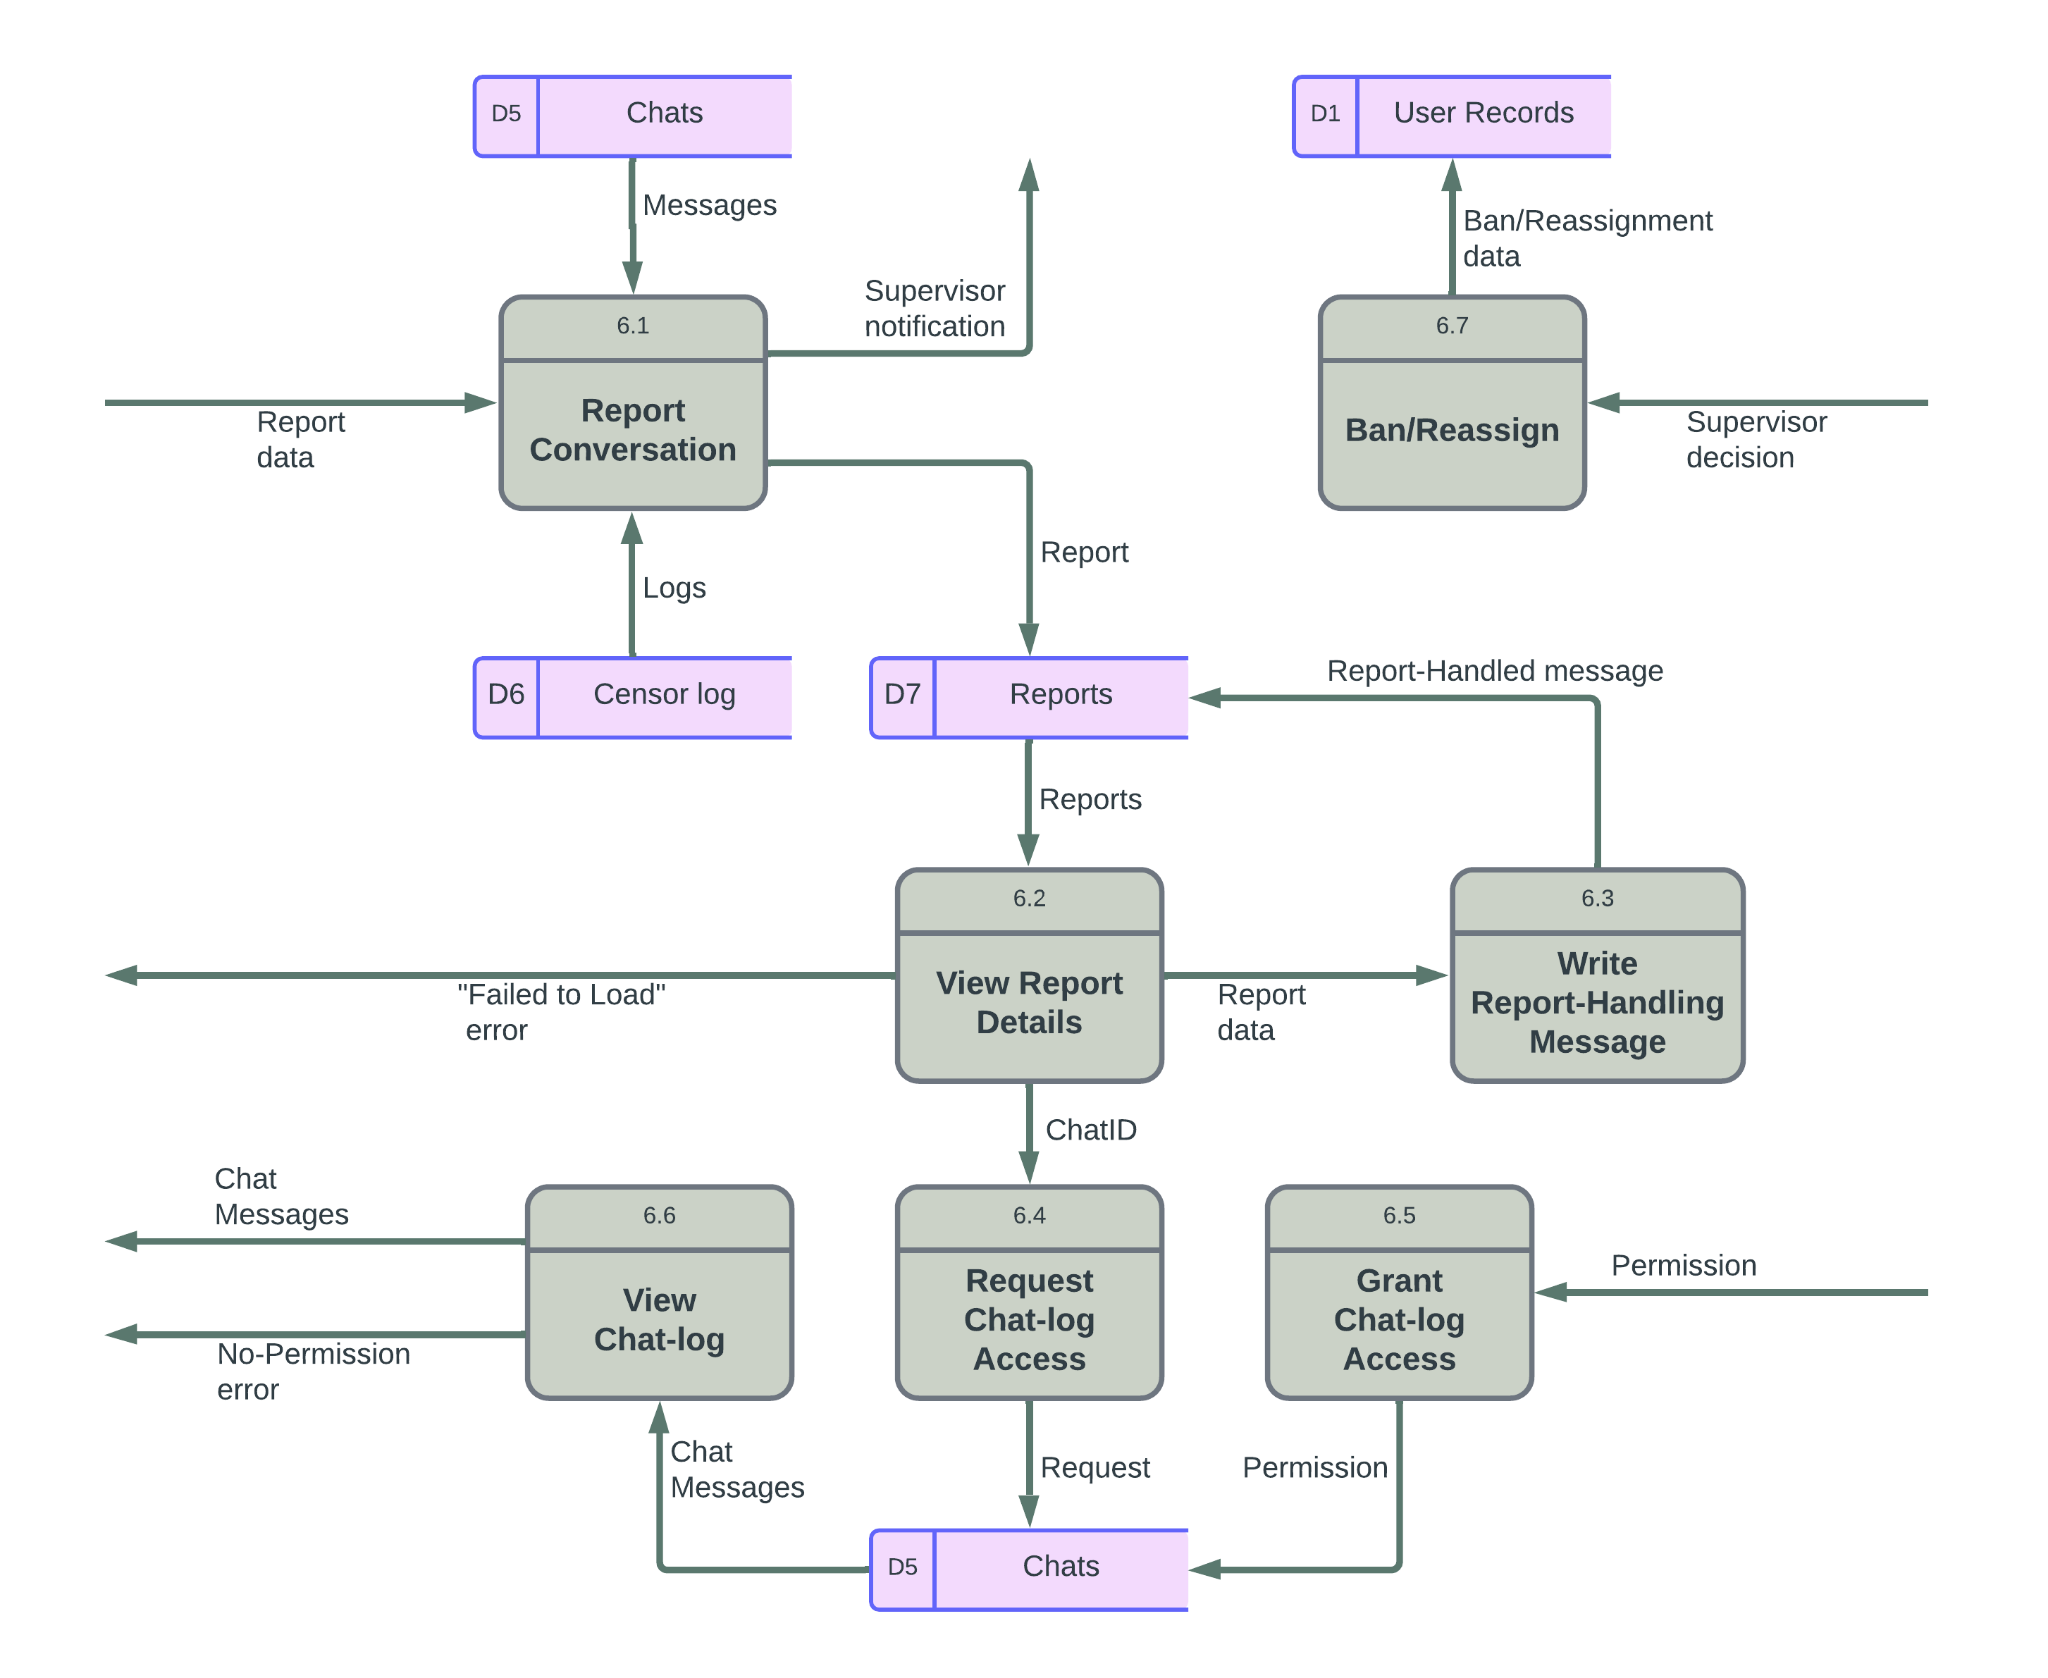 D5
Chats
D1
User Records
Messages
Ban/Reassignment
data
Supervisor
notification
6.1
Report
Conversation
6.7
Ban/Reassign
Report
data
Supervisor
decision
Report
Logs
D6
Censor log
D7
Reports
Report-Handled message
Reports
6.2
View Report
Details
6.3
Write
Report-Handling
Message
"Failed to Load"
error
Report
data
ChatID
Chat
Messages
6.6
View
Chat-log
6.4
Request
Chat-log
Access
6.5
Grant
Chat-log
Access
Permission
No-Permission
error
Chat
Messages
Request
Permission
D5
Chats